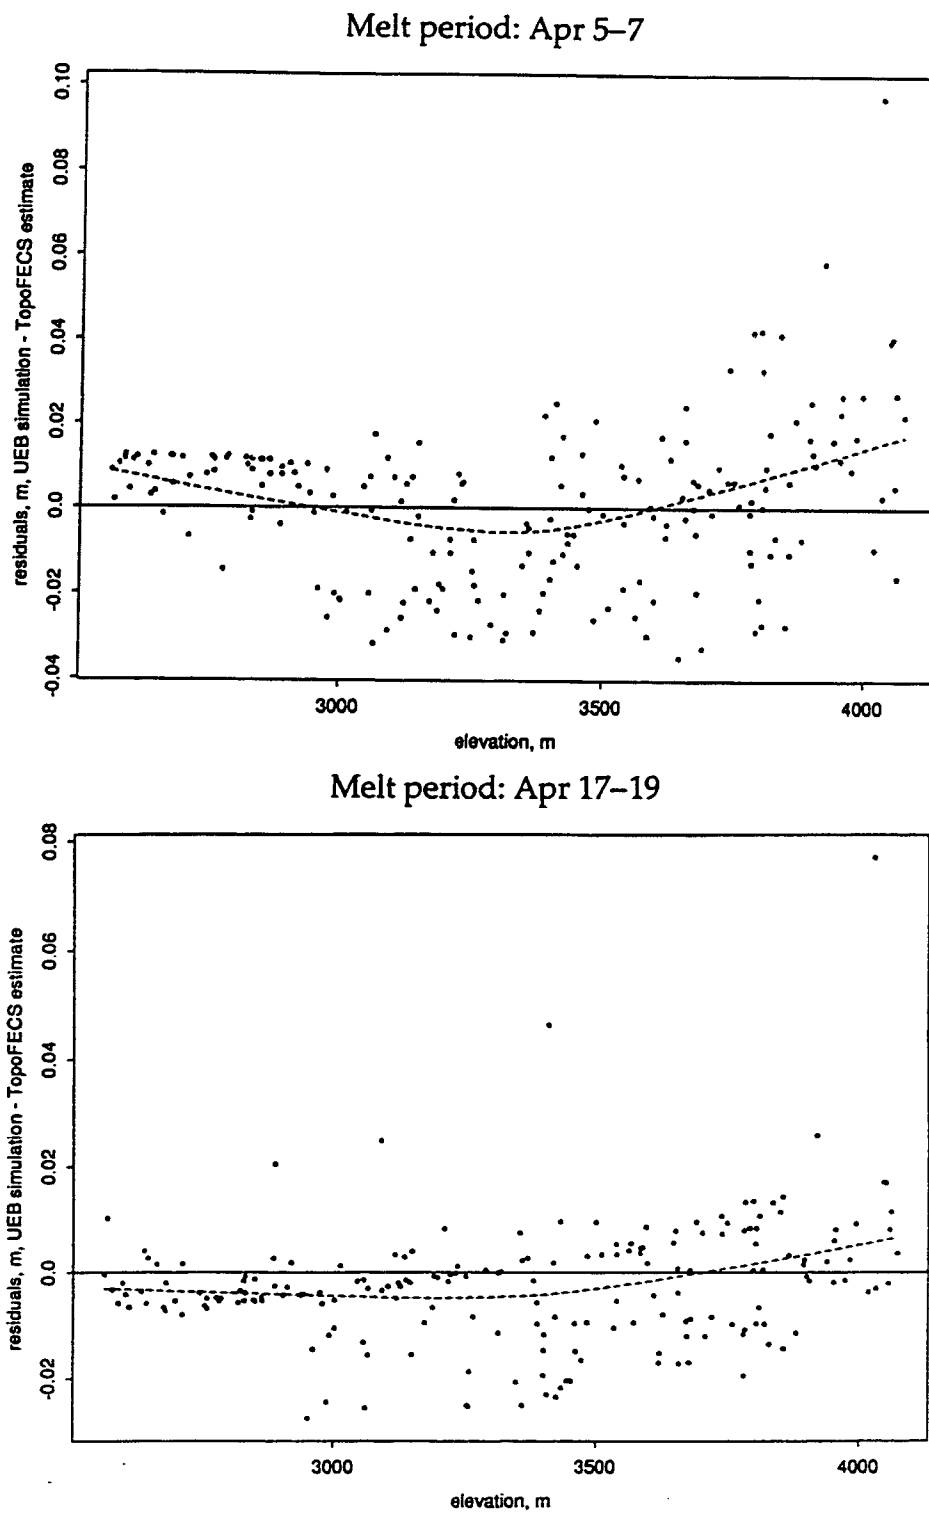 Melt period: Apr 5–7
residuals, m, UEB simulation - TopoFECS estimate
0.10
0.08
0.06
0.04
0.02
0.0
-0.02
-0.04
3000 3500 4000
elevation, m
Melt period: Apr 17–19
residuals, m, UEB simulation - TopoFECS estimate
0.08
0.06
0.04
0.02
0.0
-0.02
3000 3500 4000
elevation, m